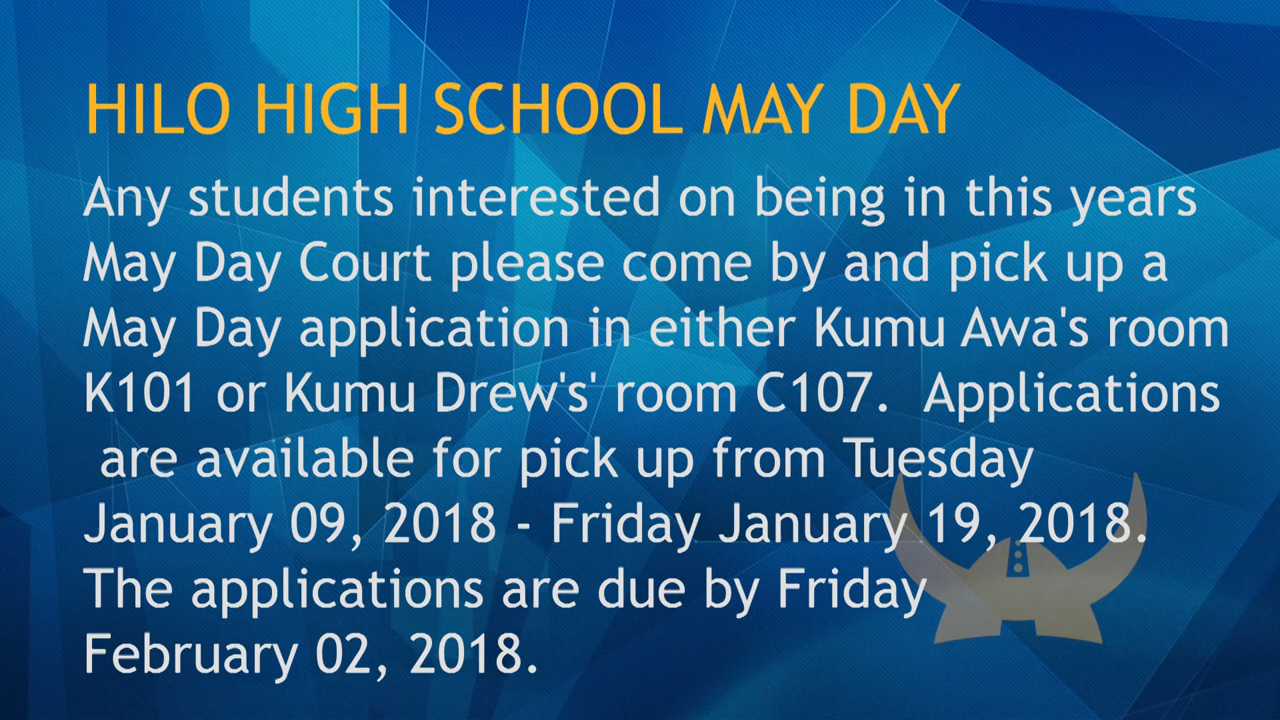 HILO HIGH SCHOOL MAY DAY
Any students interested on being in this years
May Day Court please come by and pick up a
May Day application in either Kumu Awa's room
K101 or Kumu Drew's' room C107.  Applications
are available for pick up from Tuesday
January 09, 2018 - Friday January 19, 2018.
The applications are due by Friday
February 02, 2018.